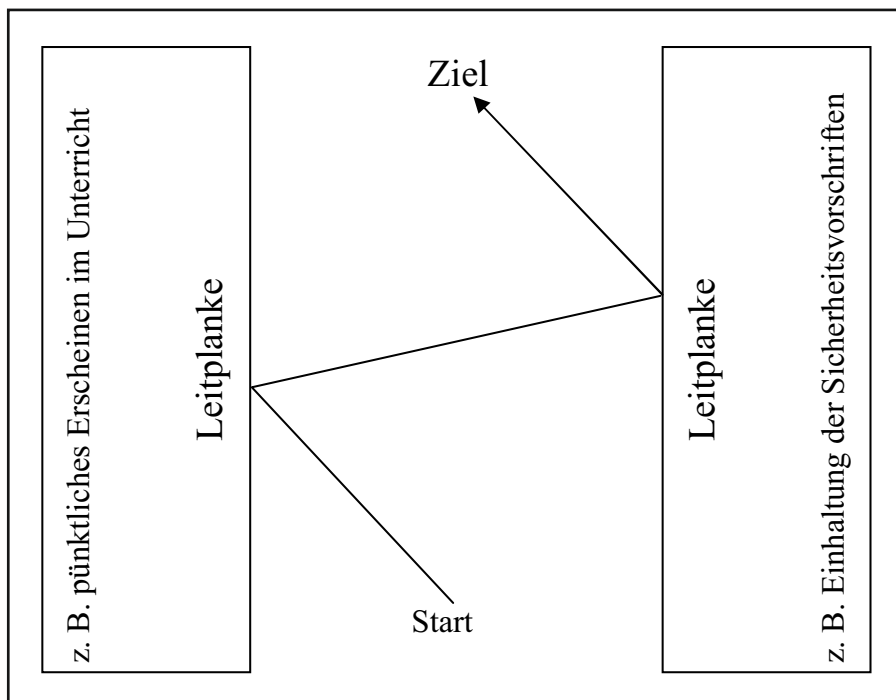 z. B. pünktliches Erscheinen im Unterricht
Leitplanke
Ziel
Start
Leitplanke
z. B. Einhaltung der Sicherheitsvorschriften